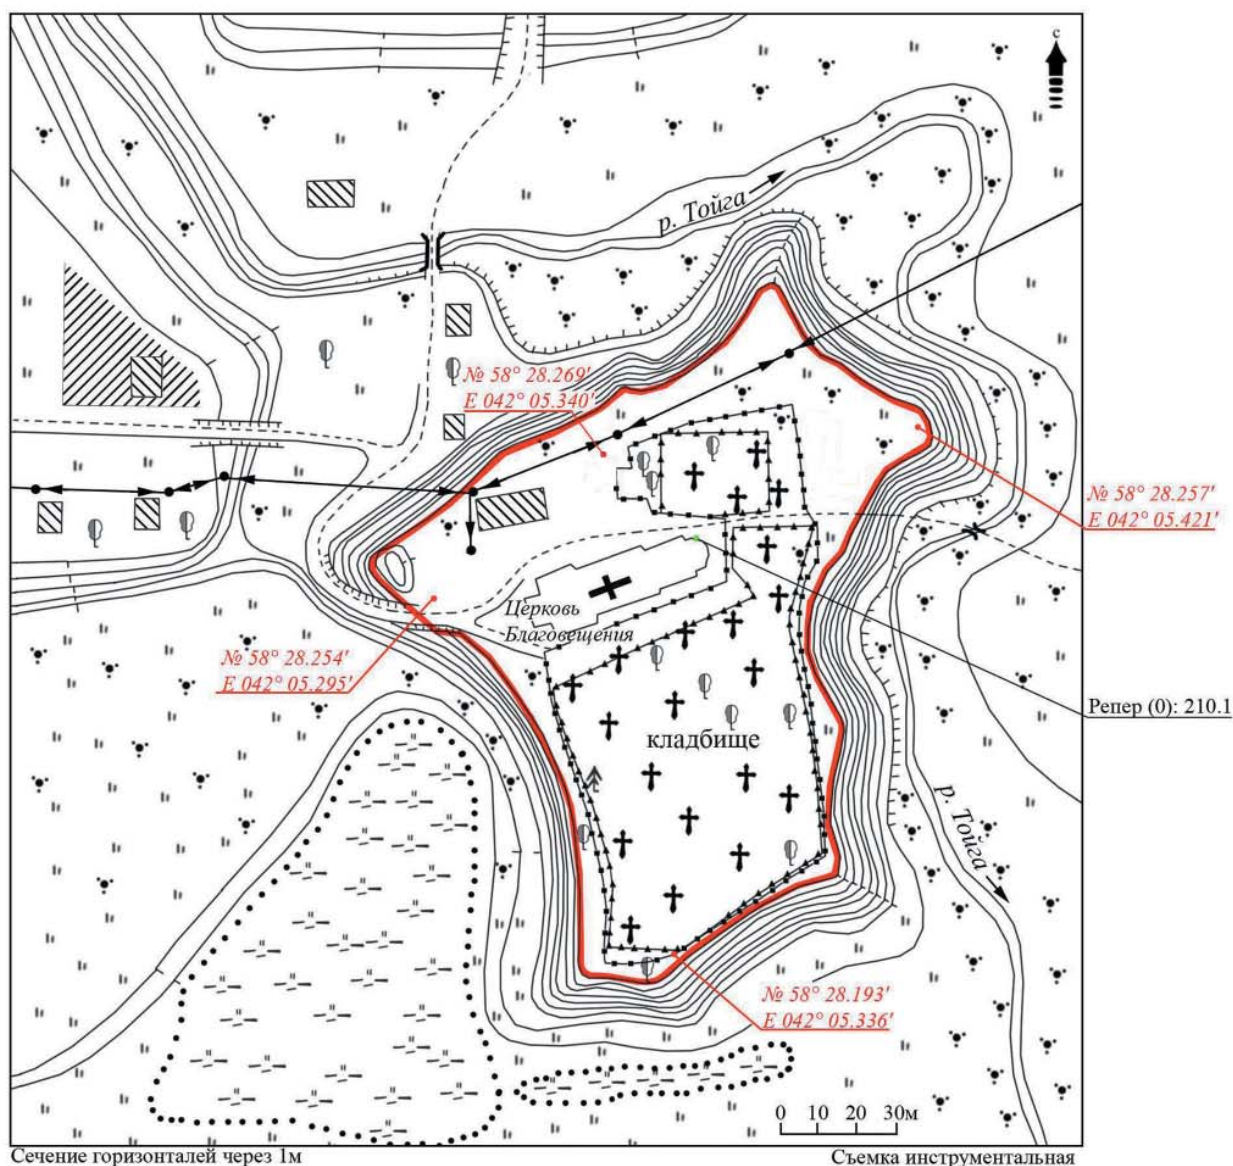 с
р. Тойга
№ 58° 28.269'
E 042° 05.340'
№ 58° 28.257'
E 042° 05.421'
Церковь
Благовещения
№ 58° 28.254'
E 042° 05.295'
Репер (0): 210.1
кладбище
р. Тойга
№ 58° 28.193'
E 042° 05.336'
0 10 20 30м
Сечение горизонталей через 1м
Съемка инструментальная